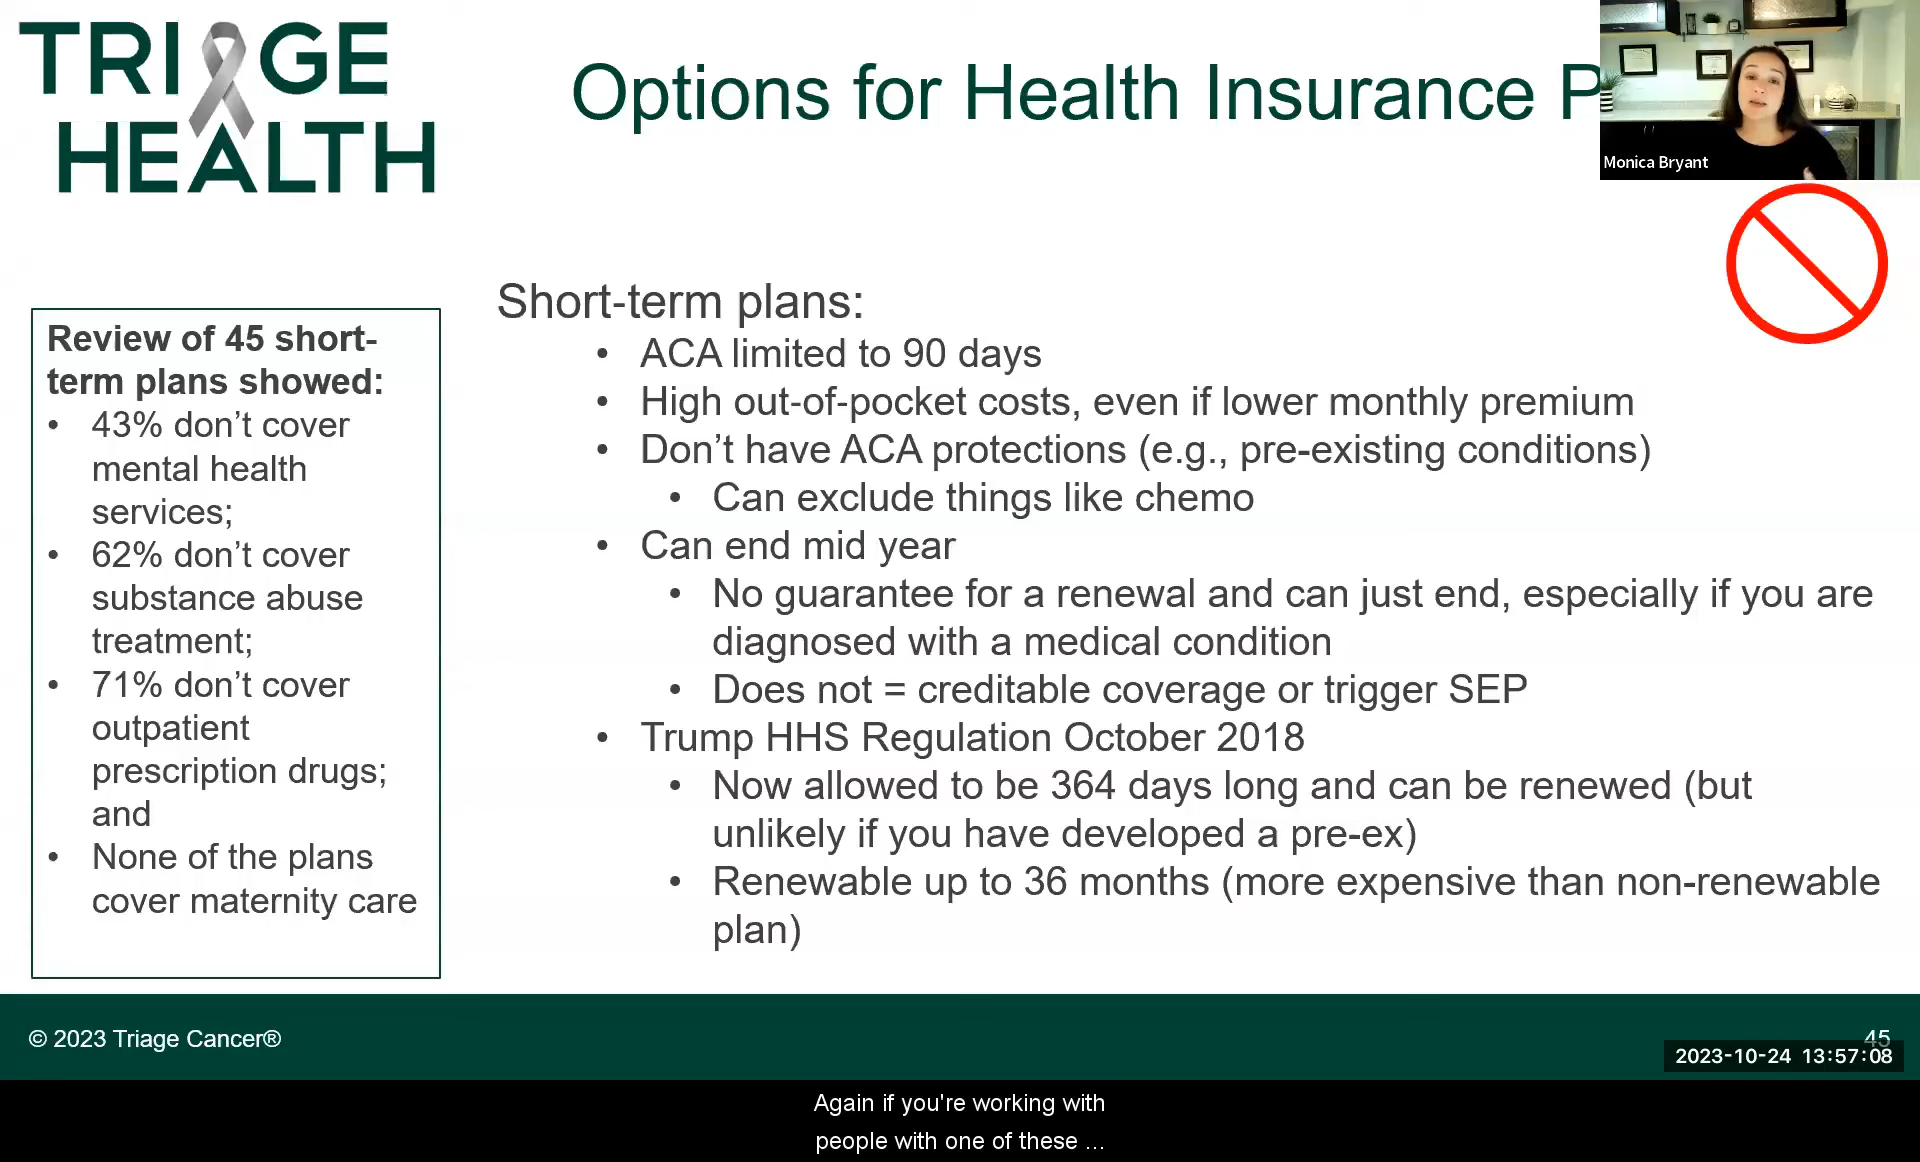 TRIAGE
HEALTH
Options for Health Insurance P
Monica Bryant
Review of 45 short-
term plans showed:
• 43% don’t cover
mental health
services;
• 62% don’t cover
substance abuse
treatment;
• 71% don’t cover
outpatient
prescription drugs;
and
• None of the plans
cover maternity care
Short-term plans:
• ACA limited to 90 days
• High out-of-pocket costs, even if lower monthly premium
• Don’t have ACA protections (e.g., pre-existing conditions)
• Can exclude things like chemo
• Can end mid year
• No guarantee for a renewal and can just end, especially if you are
diagnosed with a medical condition
• Does not = creditable coverage or trigger SEP
• Trump HHS Regulation October 2018
• Now allowed to be 364 days long and can be renewed (but
unlikely if you have developed a pre-ex)
• Renewable up to 36 months (more expensive than non-renewable
plan)
© 2023 Triage Cancer®
45
2023-10-24 13:57:08
Again if you're working with
people with one of these ...